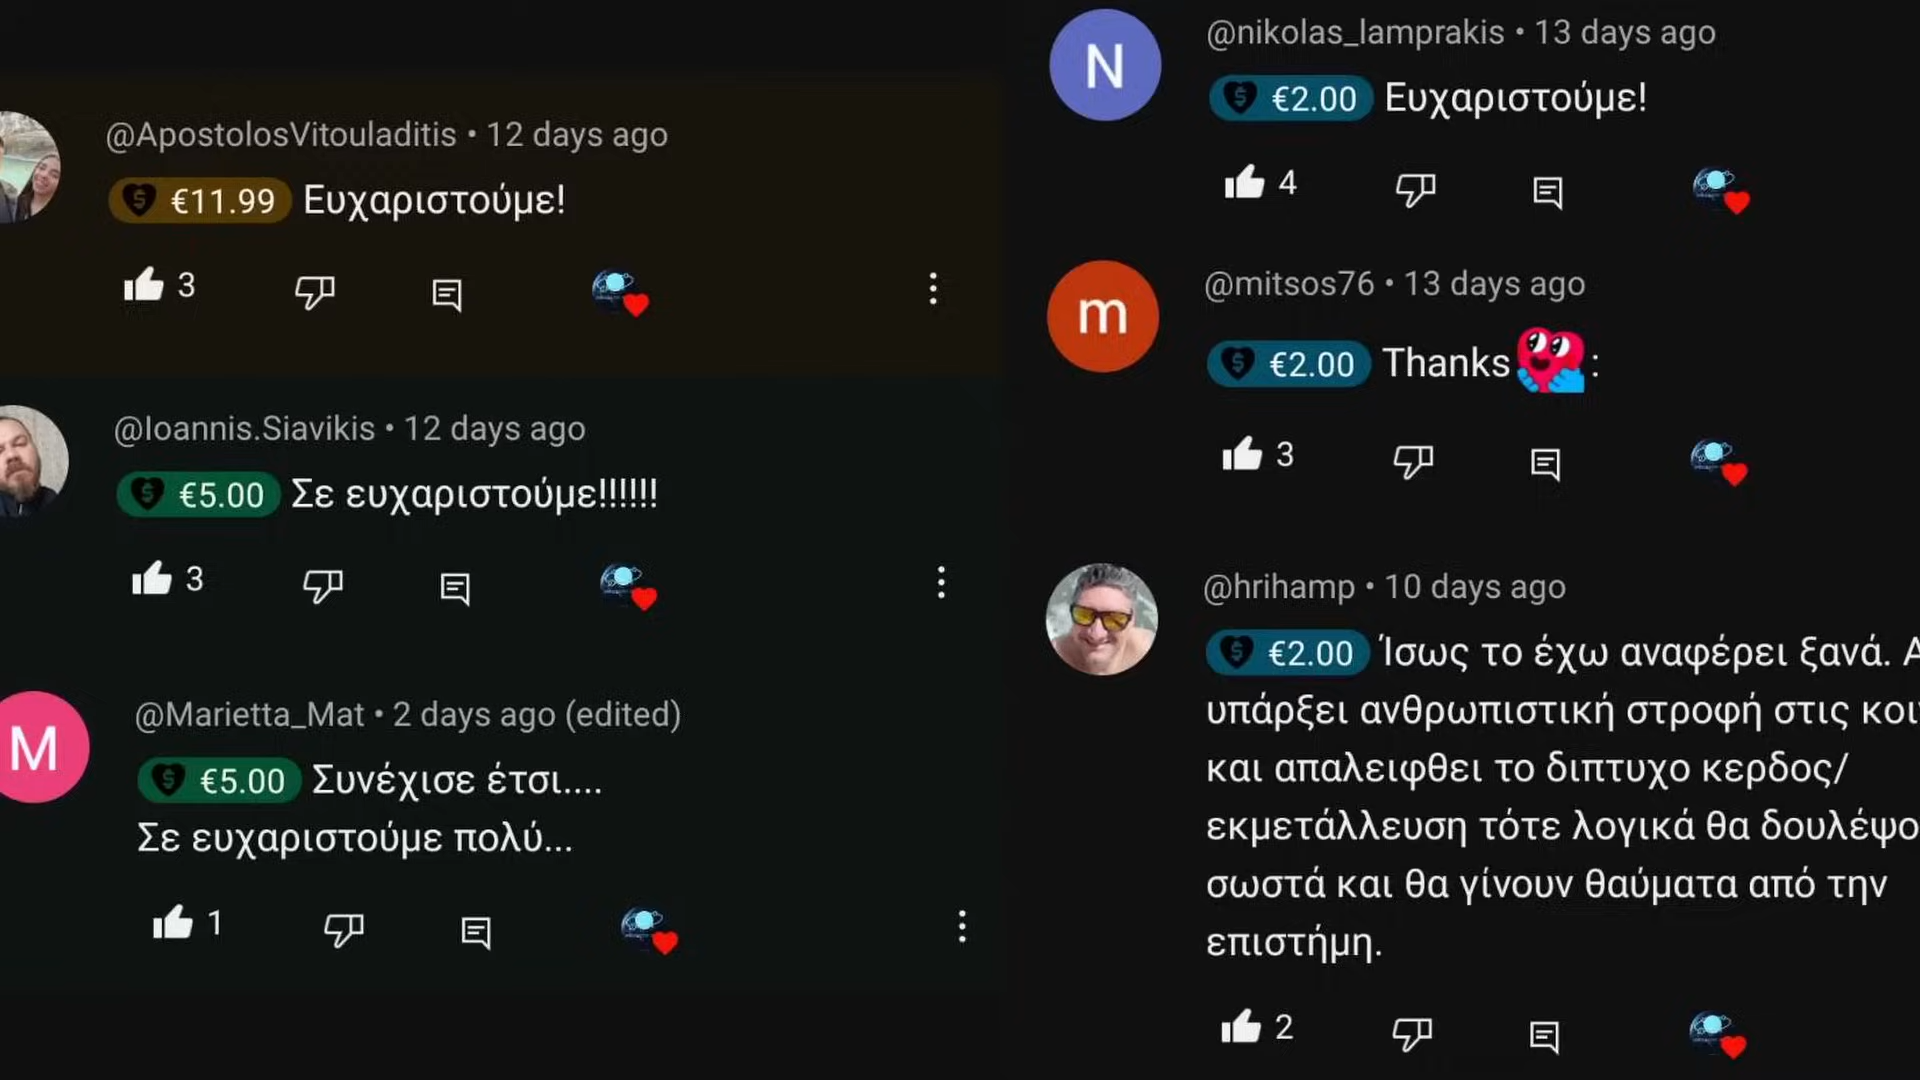 @ApostolosVitouladitis • 12 days ago
€11.99 Ευχαριστούμε!
3
@Ioannis.Siavikis • 12 days ago
€5.00 Σε ευχαριστούμε!!!!!!
3
M
@Marietta_Mat • 2 days ago (edited)
€5.00 Συνέχισε έτσι....
Σε ευχαριστούμε πολύ...
1
N
@nikolas_lamprakis • 13 days ago
€2.00 Ευχαριστούμε!
4
m
@mitsos76 • 13 days ago
€2.00 Thanks :
3
@hrihamp • 10 days ago
€2.00 Ίσως το έχω αναφέρει ξανά.
υπάρξει ανθρωπιστική στροφή στις
και απαλειφθει το διπτυχο κερδος/
εκμετάλλευση τότε λογικά θα
σωστά και θα γίνουν θαύματα από την
επιστήμη.
2